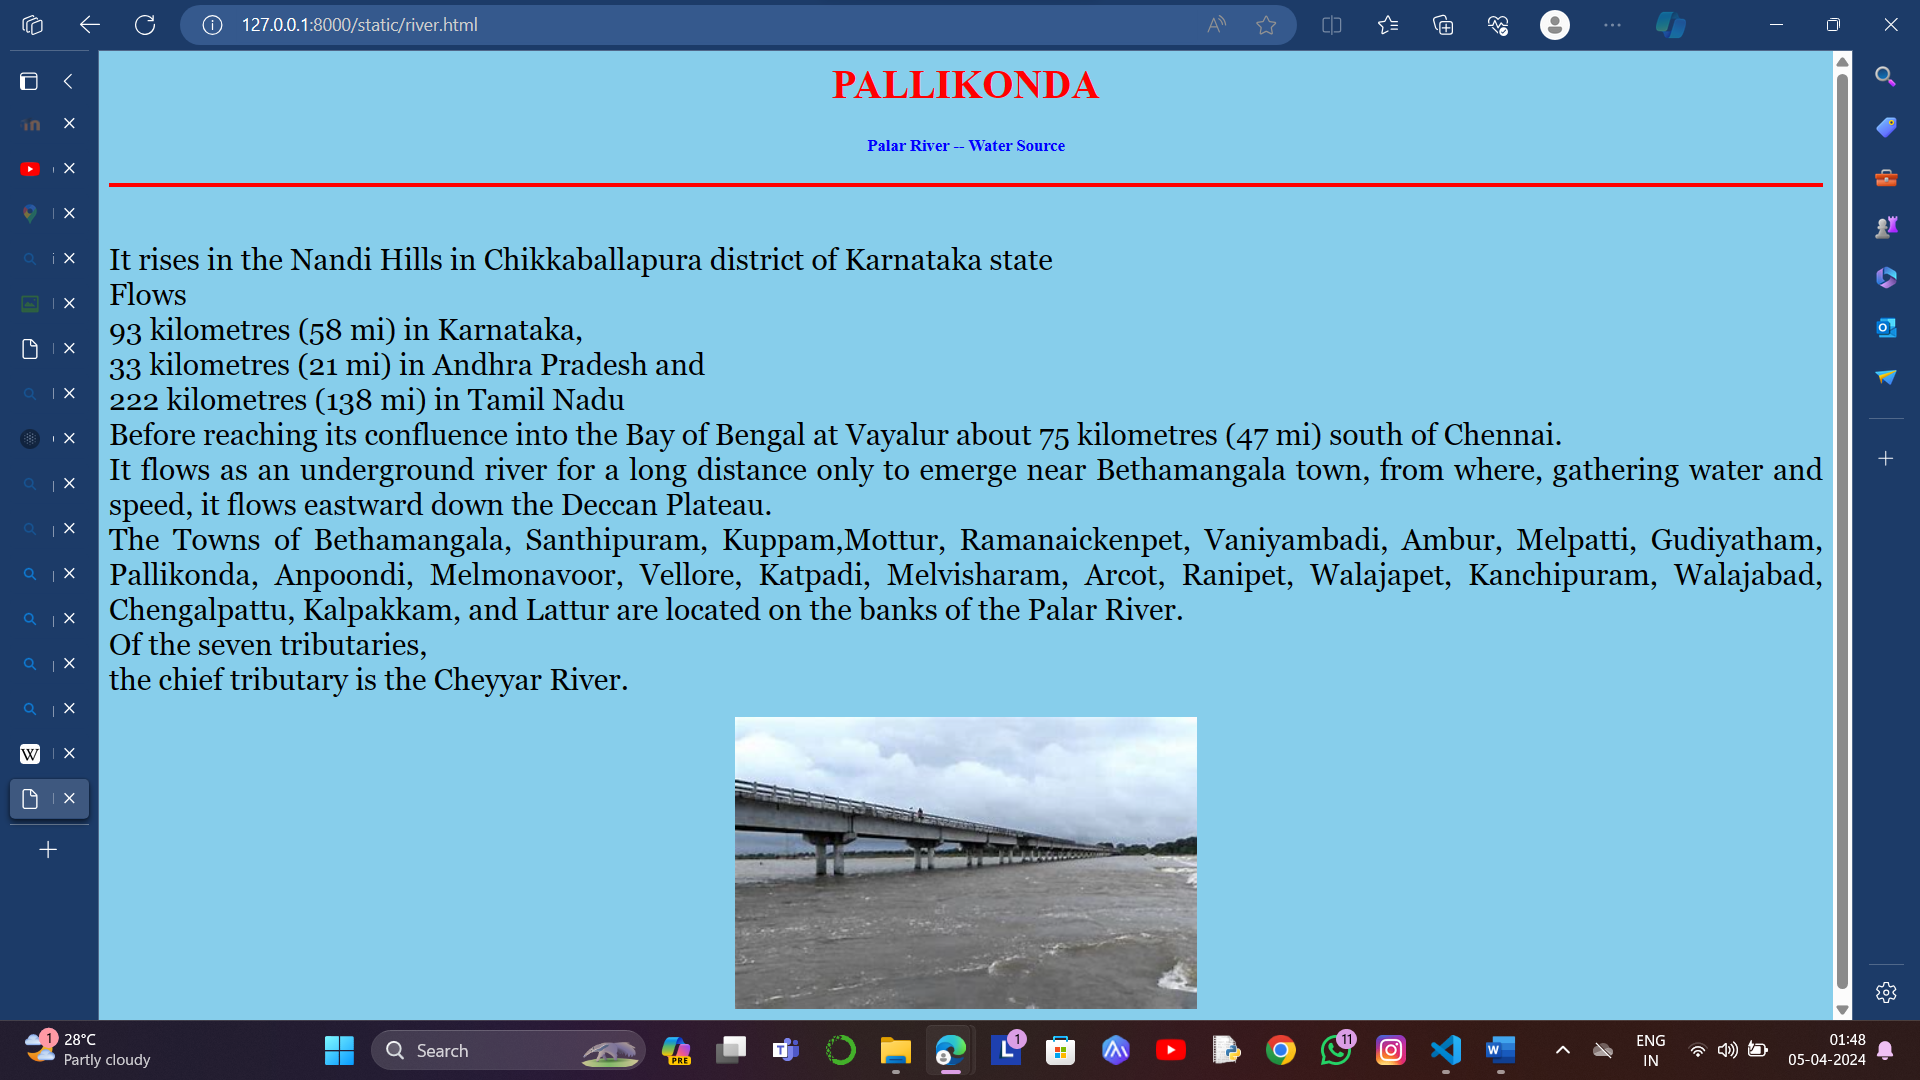 127.0.0.1:8000/static/river.html
PALLIKONDA
Palar River -- Water Source
It rises in the Nandi Hills in Chikkaballapura district of Karnataka state
Flows
93 kilometres (58 mi) in Karnataka,
33 kilometres (21 mi) in Andhra Pradesh and
222 kilometres (138 mi) in Tamil Nadu
Before reaching its confluence into the Bay of Bengal at Vayalur about 75 kilometres (47 mi) south of Chennai.
It flows as an underground river for a long distance only to emerge near Bethamangala town, from where, gathering water and
speed, it flows eastward down the Deccan Plateau.
The Towns of Bethamangala, Santhipuram, Kuppam,Mottur, Ramanaickenpet, Vaniyambadi, Ambur, Melpatti, Gudiyatham,
Pallikonda, Anpoondi, Melmonavoor, Vellore, Katpadi, Melvisharam, Arcot, Ranipet, Walajapet, Kanchipuram, Walajabad,
Chengalpattu, Kalpakkam, and Lattur are located on the banks of the Palar River.
Of the seven tributaries,
the chief tributary is the Cheyyar River.
1
28°C
Partly cloudy
Search
PRE
1
11
ENG
IN
01:48
05-04-2024